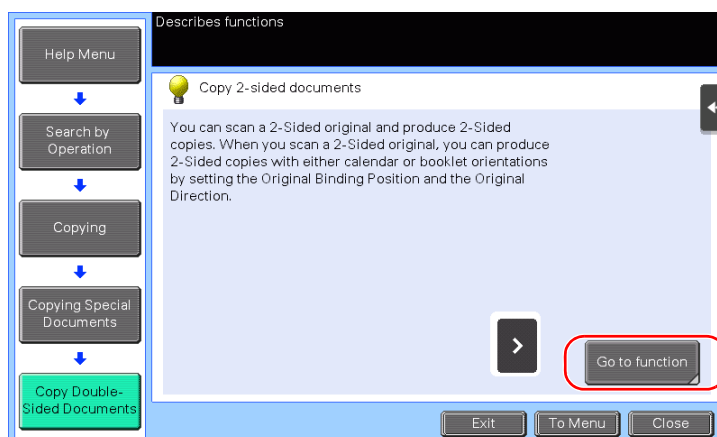 Describes functions
Help Menu
Search by
Operation
Copying
Copying Special
Documents
Copy Double-
Sided Documents
Copy 2-sided documents
You can scan a 2-Sided original and produce 2-Sided
copies. When you scan a 2-Sided original, you can produce
2-Sided copies with either calendar or booklet orientations
by setting the Original Binding Position and the Original
Direction.
Go to function
Exit
To Menu
Close